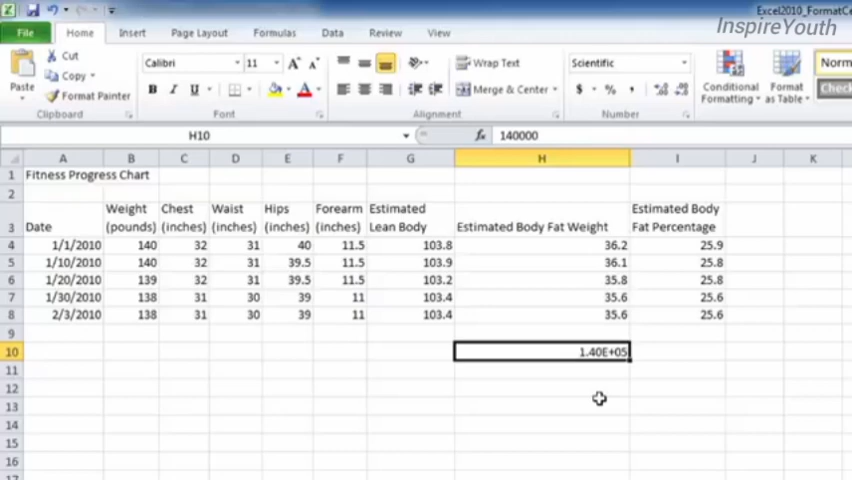 Excel2010_FormatCe
InspireYouth
File Home Insert Page Layout Formulas Data Review View
Cut
Copy
Format Painter
Paste
Clipboard
Calibri 11
B I U A
Font
Wrap Text
Merge & Center
Alignment
Scientific
$ % ,
Number
Conditional Formatting
Format as Table
Norm
Check
H10 fx 140000
A B C D E F G H I J K
1 Fitness Progress Chart
2
3 Date Weight (pounds) Chest (inches) Waist (inches) Hips (inches) Forearm (inches) Estimated Lean Body Estimated Body Fat Weight Estimated Body Fat Percentage
4 1/1/2010 140 32 31 40 11.5 103.8 36.2 25.9
5 1/10/2010 140 32 31 39.5 11.5 103.9 36.1 25.8
6 1/20/2010 139 32 31 39.5 11.5 103.2 35.8 25.8
7 1/30/2010 138 31 30 39 11 103.4 35.6 25.6
8 2/3/2010 138 31 30 39 11 103.4 35.6 25.6
9
10 1.40E+05
11
12
13
14
15
16
17